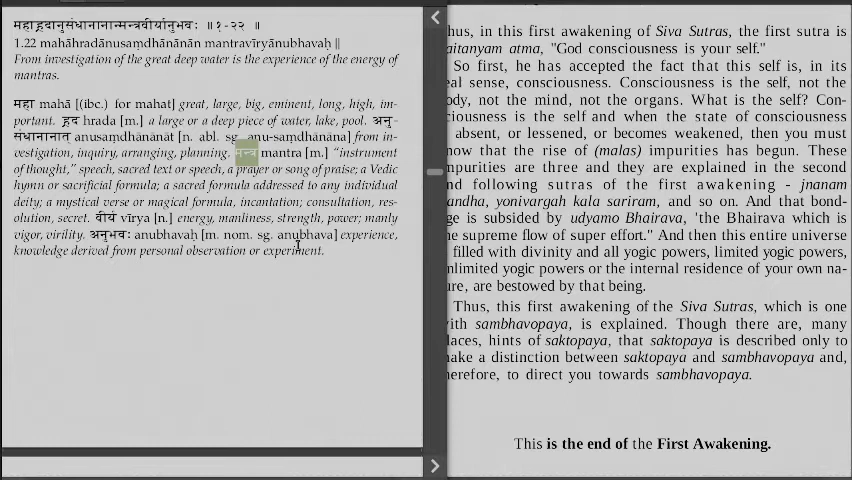 महाह्रदानुसंधानानान्मन्त्रवीर्यानुभवः ॥१-२२ ॥
1.22 mahāhradānusaṃdhānānān mantravīryānubhavaḥ ||
From investigation of the great deep water is the experience of the energy of
mantras.
महा mahā [(ibc.) for mahat] great, large, big, eminent, long, high, im-
portant. ह्रद hrada [m.] a large or a deep piece of water, lake, pool. अनु-
संधानानात् anusaṃdhānānāt [n. abl. sg. anu-saṃdhānāna] from in-
vestigation, inquiry, arranging, planning. मन्त्र mantra [m.] “instrument
of thought,” speech, sacred text or speech, a prayer or song of praise; a Vedic
hymn or sacrificial formula; a sacred formula addressed to any individual
deity; a mystical verse or magical formula, incantation; consultation, res-
olution, secret. वीर्य vīrya [n.] energy, manliness, strength, power; manly
vigor, virility. अनुभवः anubhavaḥ [m. nom. sg. anubhava] experience,
knowledge derived from personal observation or experiment.
hus, in this first awakening of Siva Sutras, the first sutra is
aitanyam atma, "God consciousness is your self."
So first, he has accepted the fact that this self is, in its
eal sense, consciousness. Consciousness is the self, not the
ody, not the mind, not the organs. What is the self? Con-
ciousness is the self and when the state of consciousness
absent, or lessened, or becomes weakened, then you must
now that the rise of (malas) impurities has begun. These
mpurities are three and they are explained in the second
nd following sutras of the first awakening - jnanam
andha, yonivargah kala sariram, and so on. And that bond-
ge is subsided by udyamo Bhairava, 'the Bhairava which is
he supreme flow of super effort." And then this entire universe
filled with divinity and all yogic powers, limited yogic powers,
nlimited yogic powers or the internal residence of your own na-
ure, are bestowed by that being.
Thus, this first awakening of the Siva Sutras, which is one
ith sambhavopaya, is explained. Though there are, many
laces, hints of saktopaya, that saktopaya is described only to
ake a distinction between saktopaya and sambhavopaya and,
herefore, to direct you towards sambhavopaya.
This is the end of the First Awakening.